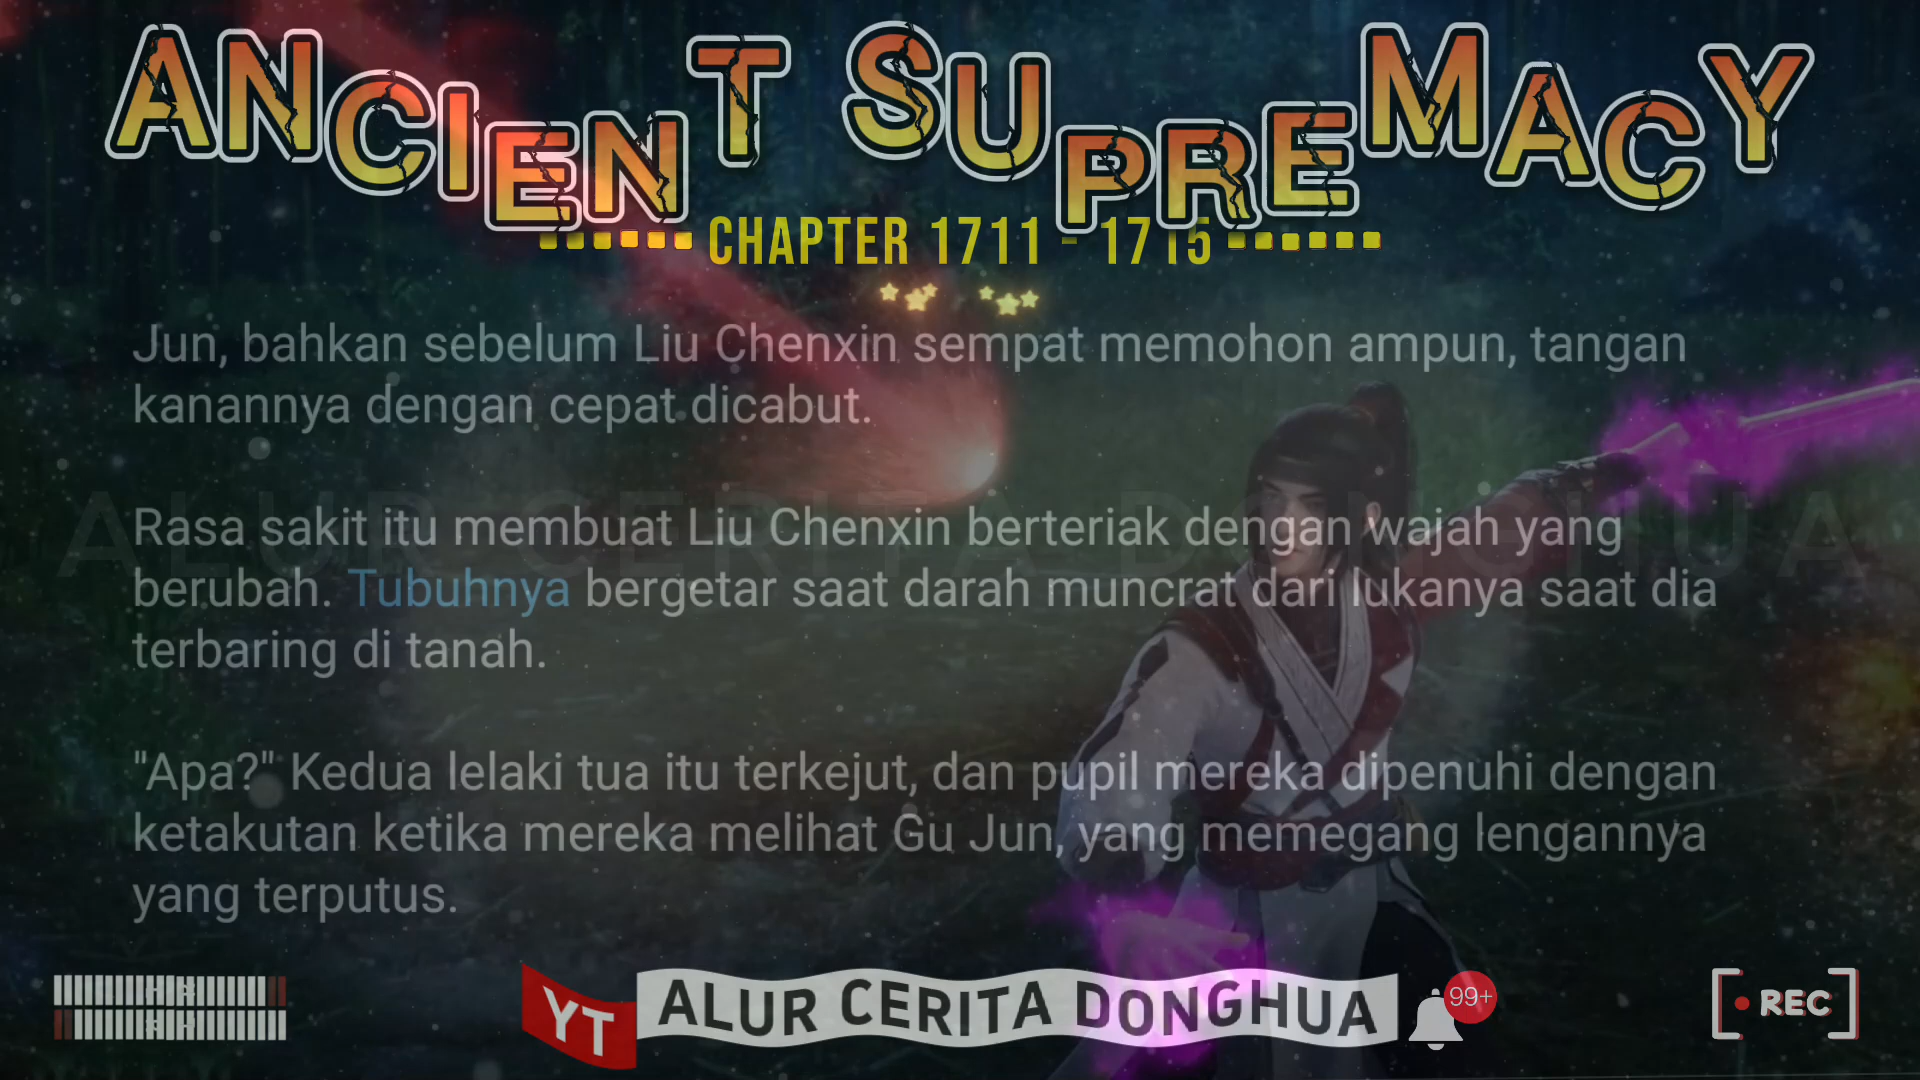 ANCIENT SUPREMACY
CHAPTER 1711 - 1715
Jun, bahkan sebelum Liu Chenxin sempat memohon ampun, tangan
kanannya dengan cepat dicabut.
ALUR CERITA DONGHUA
Rasa sakit itu membuat Liu Chenxin berteriak dengan wajah yang
berubah. Tubuhnya bergetar saat darah muncrat dari lukanya saat dia
terbaring di tanah.
"Apa?" Kedua lelaki tua itu terkejut, dan pupil mereka dipenuhi dengan
ketakutan ketika mereka melihat Gu Jun, yang memegang lengannya
yang terputus.
YT ALUR CERITA DONGHUA 99+
REC